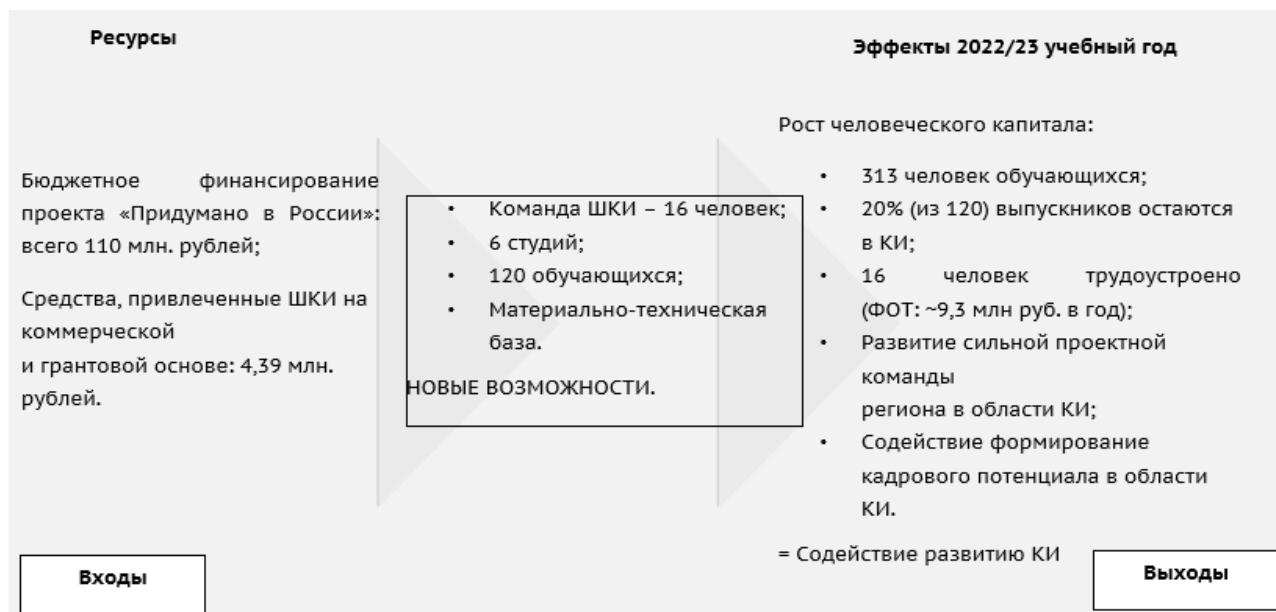 Ресурсы
Эффекты 2022/23 учебный год
Бюджетное финансирование
проекта «Придумано в России»:
всего 110 млн. рублей;
Средства, привлеченные ШКИ на
коммерческой
и грантовой основе: 4,39 млн.
рублей.
• Команда ШКИ – 16 человек;
• 6 студий;
• 120 обучающихся;
• Материально-техническая
база.
НОВЫЕ ВОЗМОЖНОСТИ.
Рост человеческого капитала:
• 313 человек обучающихся;
• 20% (из 120) выпускников остаются
в КИ;
• 16 человек трудоустроено
(ФОТ: ~9,3 млн руб. в год);
• Развитие сильной проектной
команды
региона в области КИ;
• Содействие формирование
кадрового потенциала в области
КИ.
= Содействие развитию КИ
Входы
Выходы